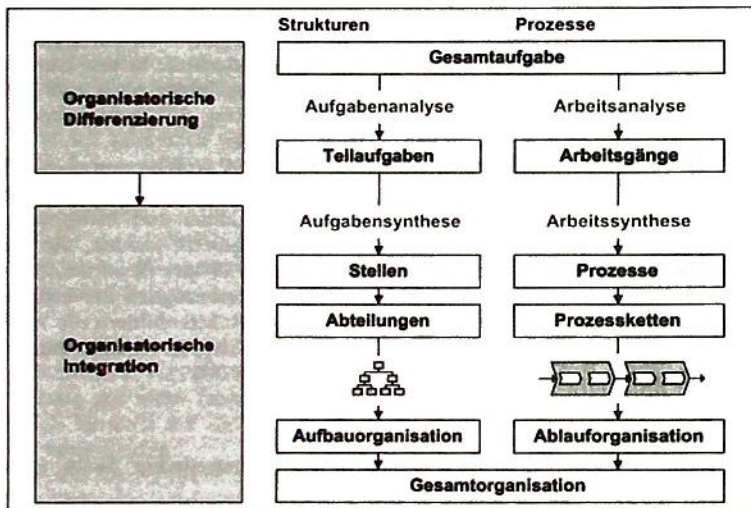 Strukturen Prozesse
Gesamtaufgabe
Organisatorische
Differenzierung
Aufgabenanalyse Arbeitsanalyse
Teilaufgaben Arbeitsgänge
Aufgabensynthese Arbeitssynthese
Stellen Prozesse
Abteilungen Prozessketten
Organisatorische
Integration
Aufbauorganisation Ablauforganisation
Gesamtorganisation